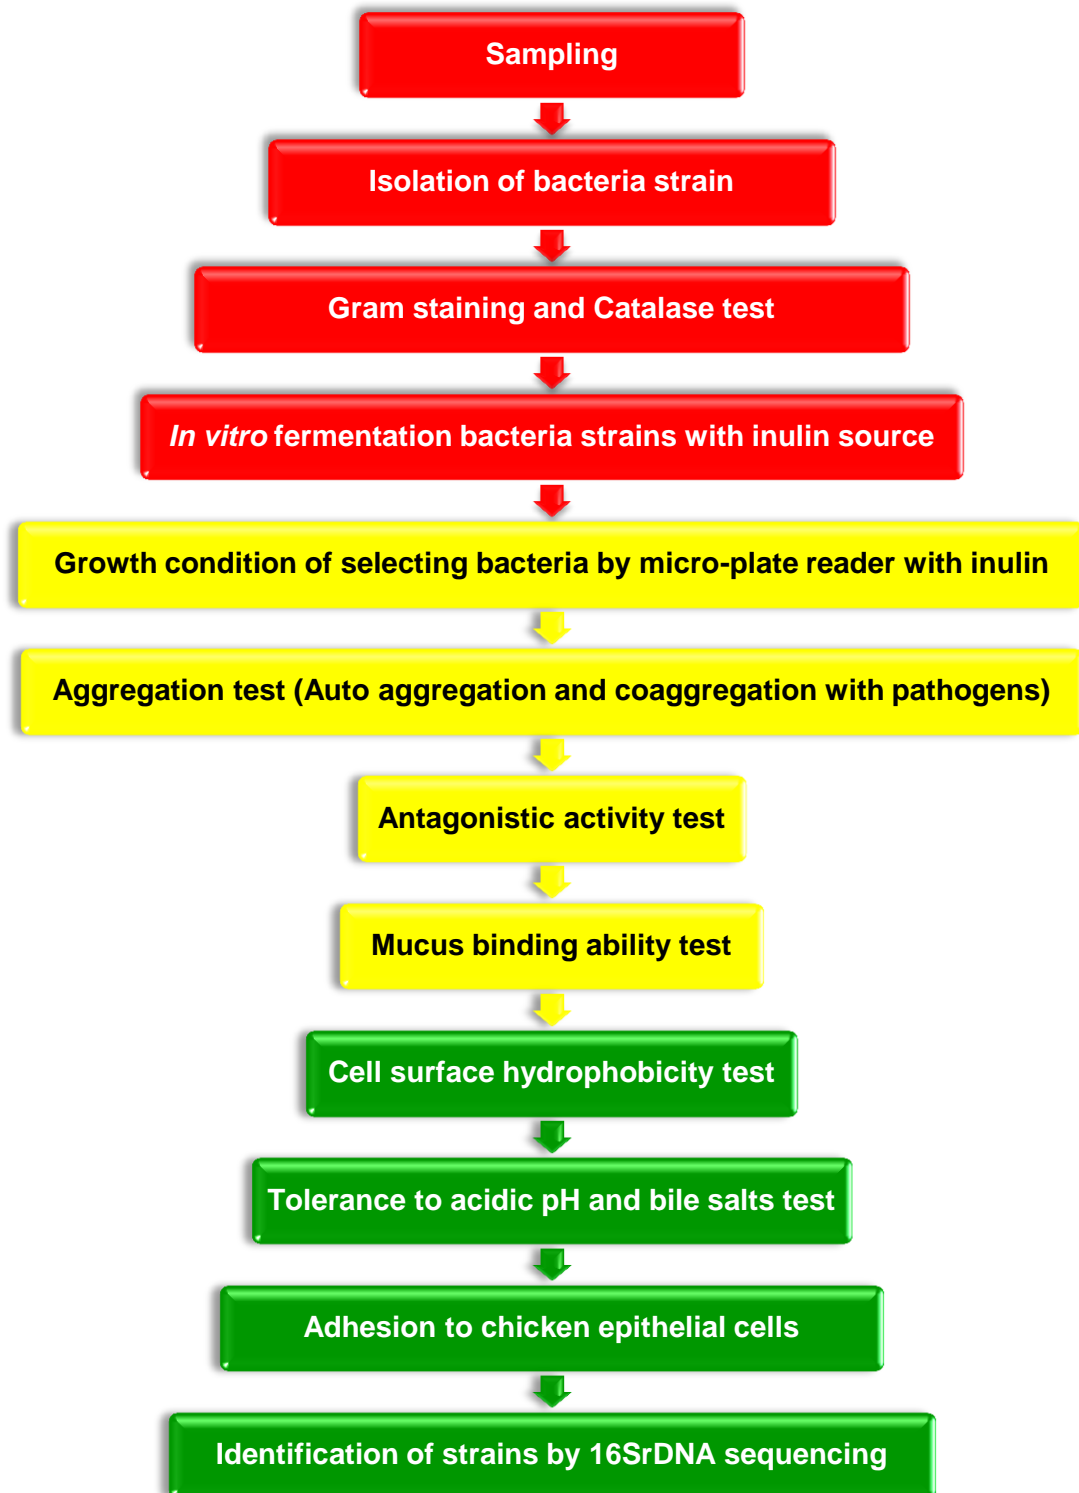 Sampling
Isolation of bacteria strain
Gram staining and Catalase test
In vitro fermentation bacteria strains with inulin source
Growth condition of selecting bacteria by micro-plate reader with inulin
Aggregation test (Auto aggregation and coaggregation with pathogens)
Antagonistic activity test
Mucus binding ability test
Cell surface hydrophobicity test
Tolerance to acidic pH and bile salts test
Adhesion to chicken epithelial cells
Identification of strains by 16SrDNA sequencing